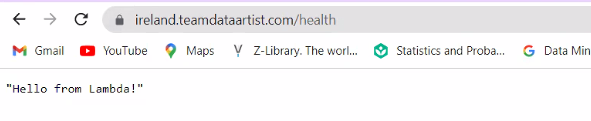 ireland.teamdataartist.com/health
Gmail YouTube Maps Z-Library. The worl... Statistics and Proba... Data Min
"Hello from Lambda!"